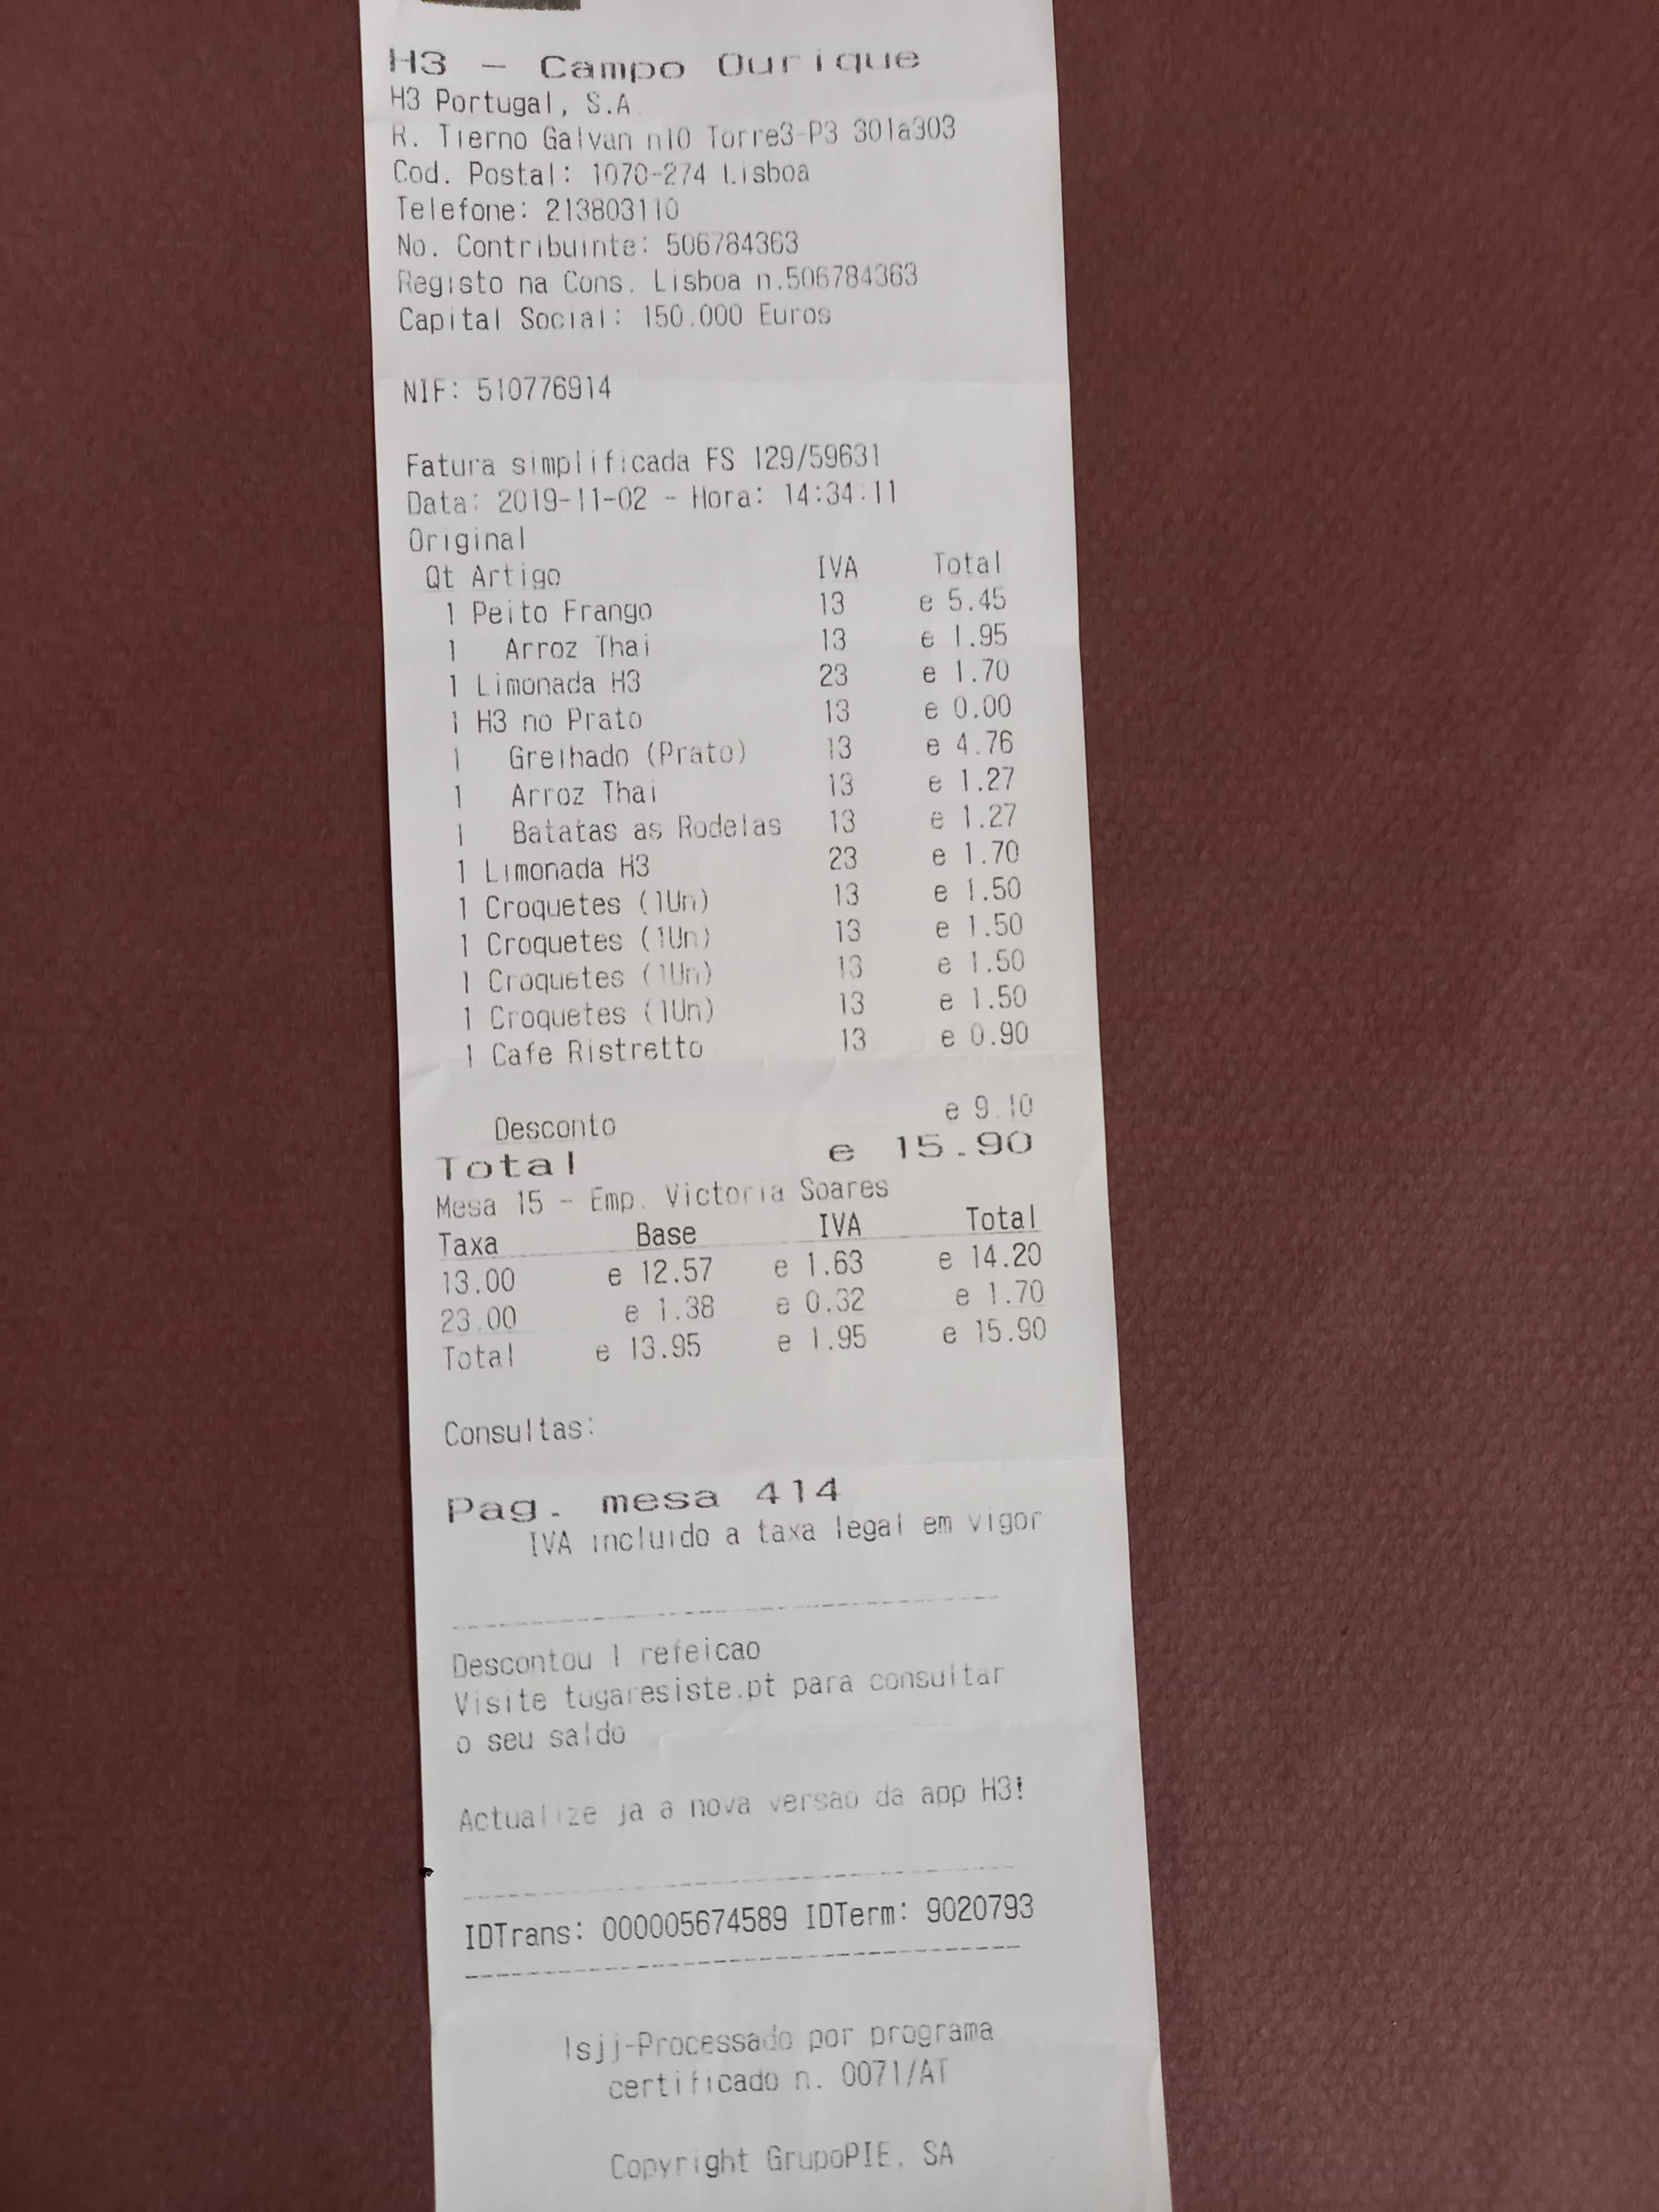 H3 - Campo Ourique
H3 Portugal, S.A.
R. Tierno Galvan n10 Torre3-P3 301a303
Cod. Postal: 1070-274 Lisboa
Telefone: 213803110
No. Contribuinte: 506784363
Registo na Cons. Lisboa n.506784363
Capital Social: 150.000 Euros
NIF: 510776914
Fatura simplificada FS 129/59631
Data: 2019-11-02 - Hora: 14:34:11
Original
Qt Artigo IVA Total
1 Peito Frango 13 e 5.45
1 Arroz Thai 13 e 1.95
1 Limonada H3 23 e 1.70
1 H3 no Prato 13 e 0.00
1 Grelhado (Prato) 13 e 4.76
1 Arroz Thai 13 e 1.27
1 Batatas as Rodelas 13 e 1.27
1 Limonada H3 23 e 1.70
1 Croquetes (1Un) 13 e 1.50
1 Croquetes (1Un) 13 e 1.50
1 Croquetes (1Un) 13 e 1.50
1 Croquetes (1Un) 13 e 1.50
1 Cafe Ristretto 13 e 0.90
Desconto e 9.10
Total e 15.90
Mesa 15 - Emp. Victoria Soares
Taxa Base IVA Total
13.00 e 12.57 e 1.63 e 14.20
23.00 e 1.38 e 0.32 e 1.70
Total e 13.95 e 1.95 e 15.90
Consultas:
Pag. mesa 414
IVA incluido a taxa legal em vigor
Descontou 1 refeicao
Visite tugaresiste.pt para consultar
o seu saldo
Actualize ja a nova versao da app H3!
IDTrans: 000005674589 IDTerm: 9020793
lsjj-Processado por programa
certificado n. 0071/AT
Copyright GrupoPIE, SA